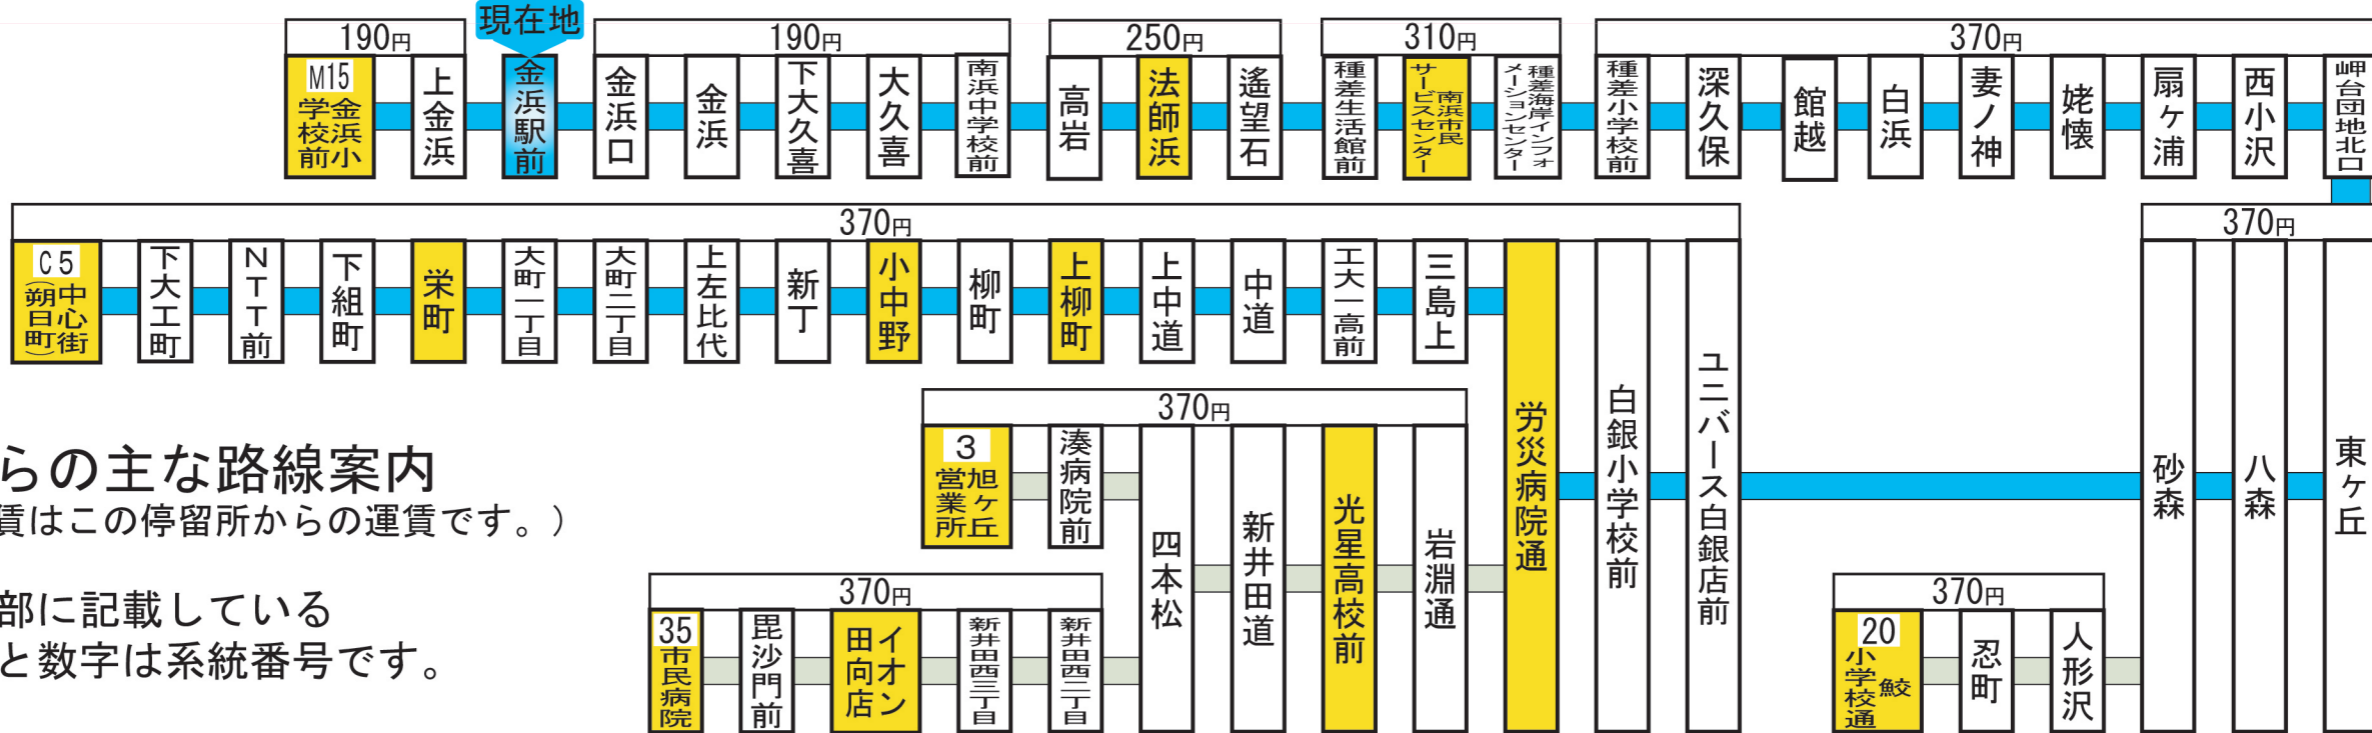 現在地
190円
M15
金浜小学校前
上金浜
金浜駅前
190円
金浜口
金浜
下大久喜
大久喜
南浜中学校前
250円
高岩
法師浜
遙望石
310円
種差生活館前
南浜市民サービスセンター
種差海岸インフォメーションセンター
370円
種差小学校前
深久保
館越
白浜
妻ノ神
姥懐
扇ヶ浦
西小沢
岬台団地北口
370円
C5
中心街(朔日町)
下大工町
NTT前
下組町
栄町
大町一丁目
大町二丁目
上左比代
新丁
小中野
柳町
上柳町
上中道
中道
工大一高前
三島上
労災病院通
白銀小学校前
ユニバース白銀店前
370円
砂森
八森
東ヶ丘
370円
3
旭ヶ丘営業所
湊病院前
四本松
新井田道
光星高校前
岩淵通
370円
35
市民病院
毘沙門前
イオン田向店
新井田西三丁目
新井田西二丁目
370円
20
鮫小学校通
忍町
人形沢
らの主な路線案内
賃はこの停留所からの運賃です。)
部に記載している
と数字は系統番号です。